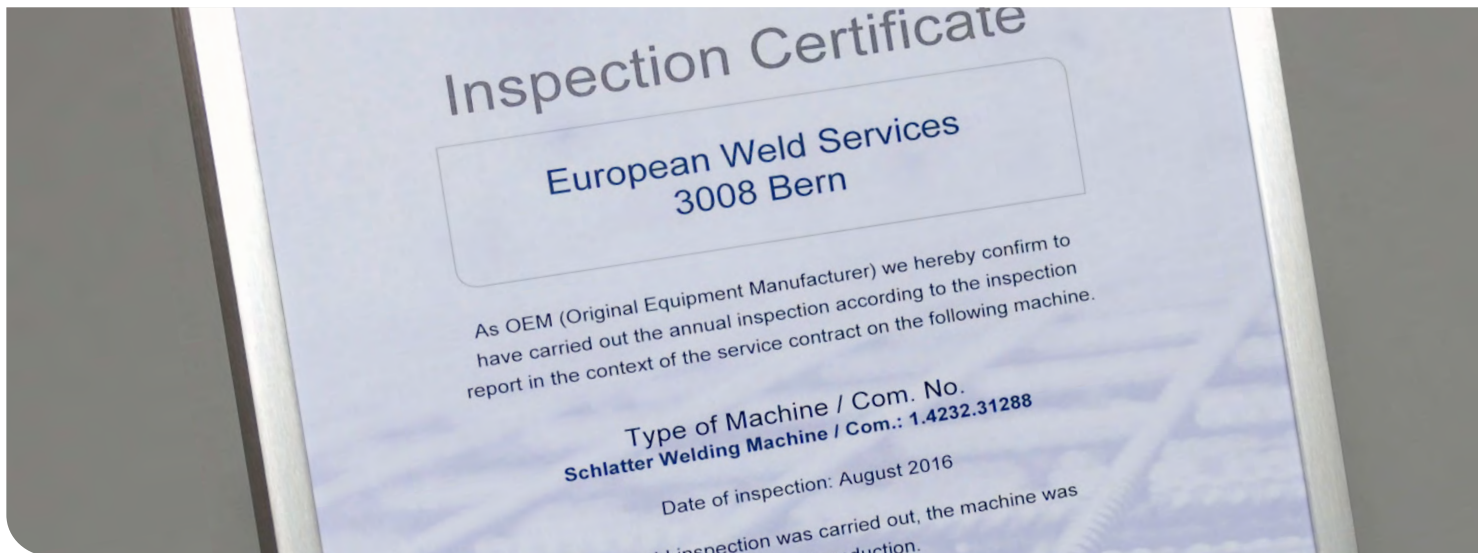 Inspection Certificate
European Weld Services
3008 Bern
As OEM (Original Equipment Manufacturer) we hereby confirm to
have carried out the annual inspection according to the inspection
report in the context of the service contract on the following machine.
Type of Machine / Com. No.
Schlatter Welding Machine / Com.: 1.4232.31288
Date of inspection: August 2016
inspection was carried out, the machine was